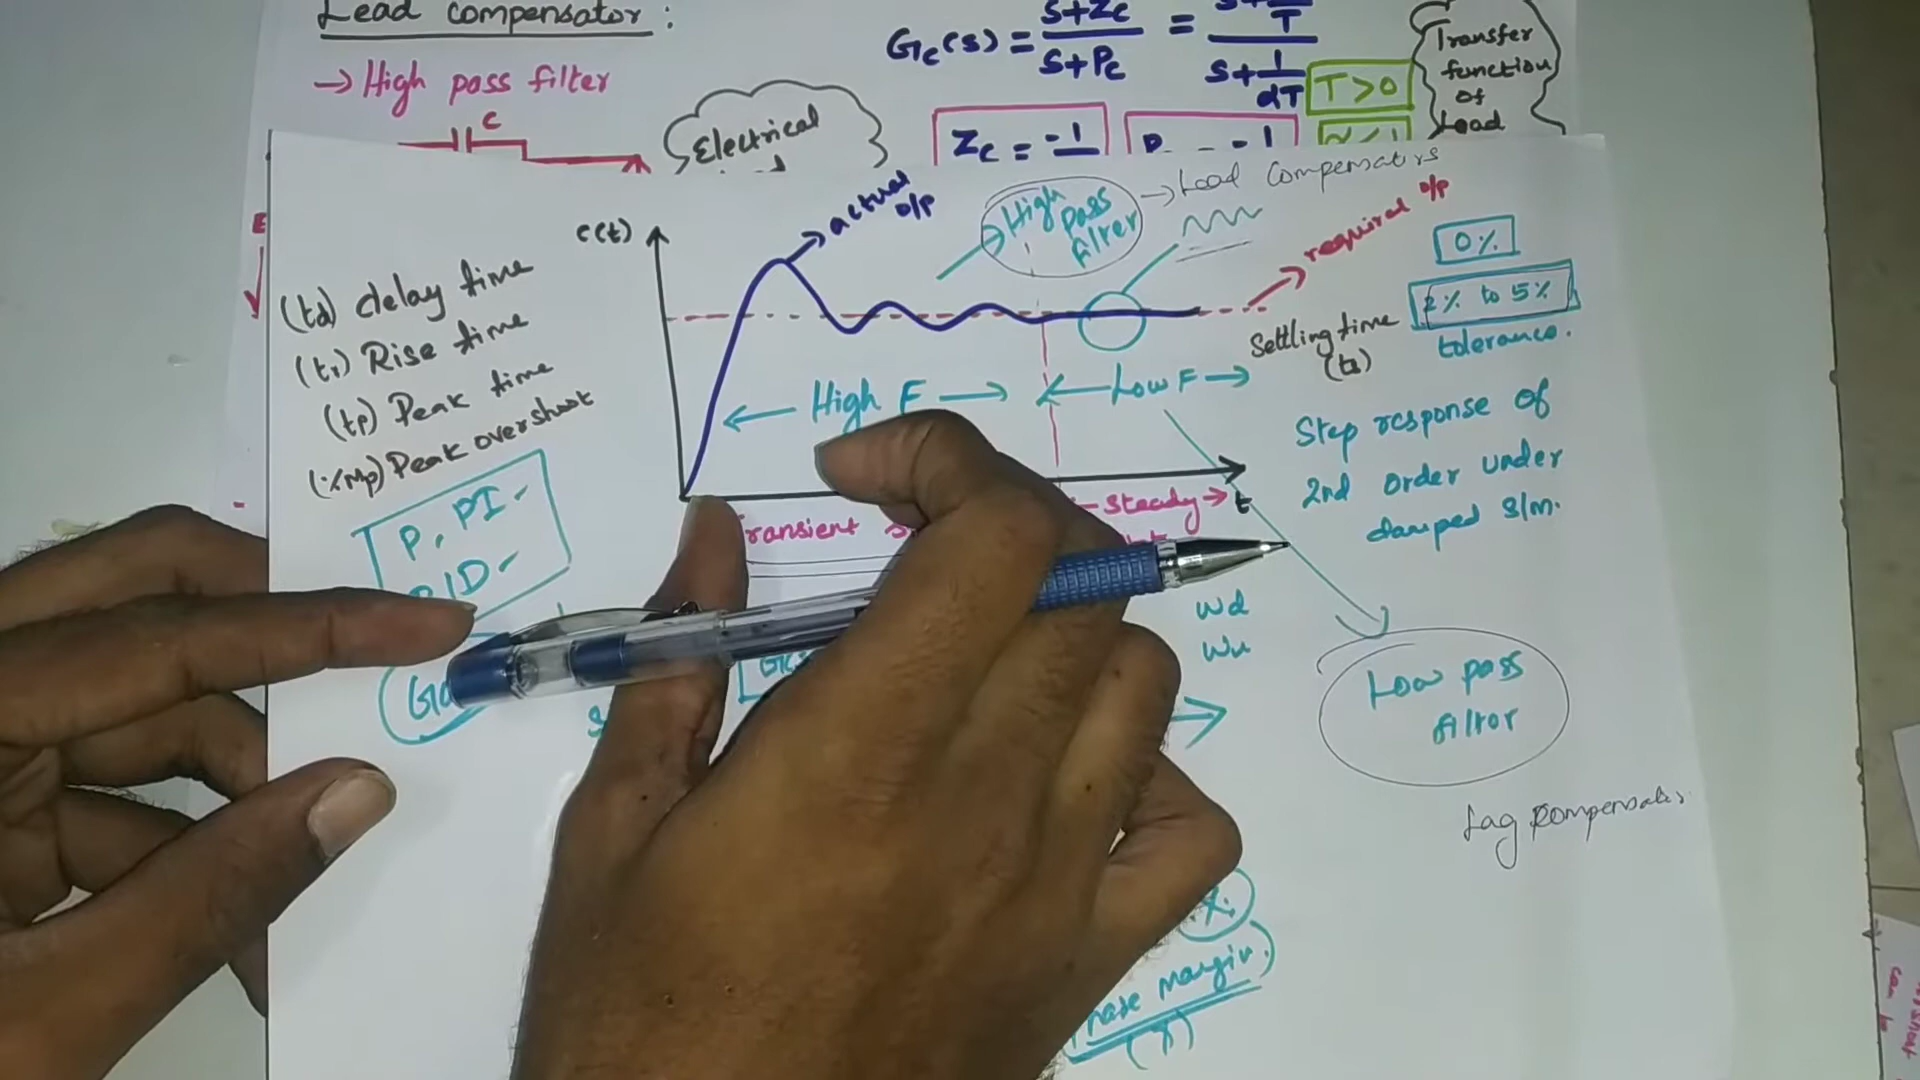 Lead compensator :
→ High pass filter
C
Electrical
Gc(s) = s+Zc / s+Pc = / s+1/αT
T>0
Transfer
function
of
Lead
Zc = -1
- 1
c(t)
actual
o/p
High
pass
filter
→ Lead Compensators
required o/p
0%
2% to 5%
tolerance.
Settling time
(ts)
(td) delay time
(tr) Rise time
(tp) Peak time
(%Mp) Peak overshoot
← High F →
← Low F →
Step response of
2nd order under
damped s/m.
P, PI
PID
Steady →
t
Wd
Wn
Low pass
filter
Lag Compensator
margin.